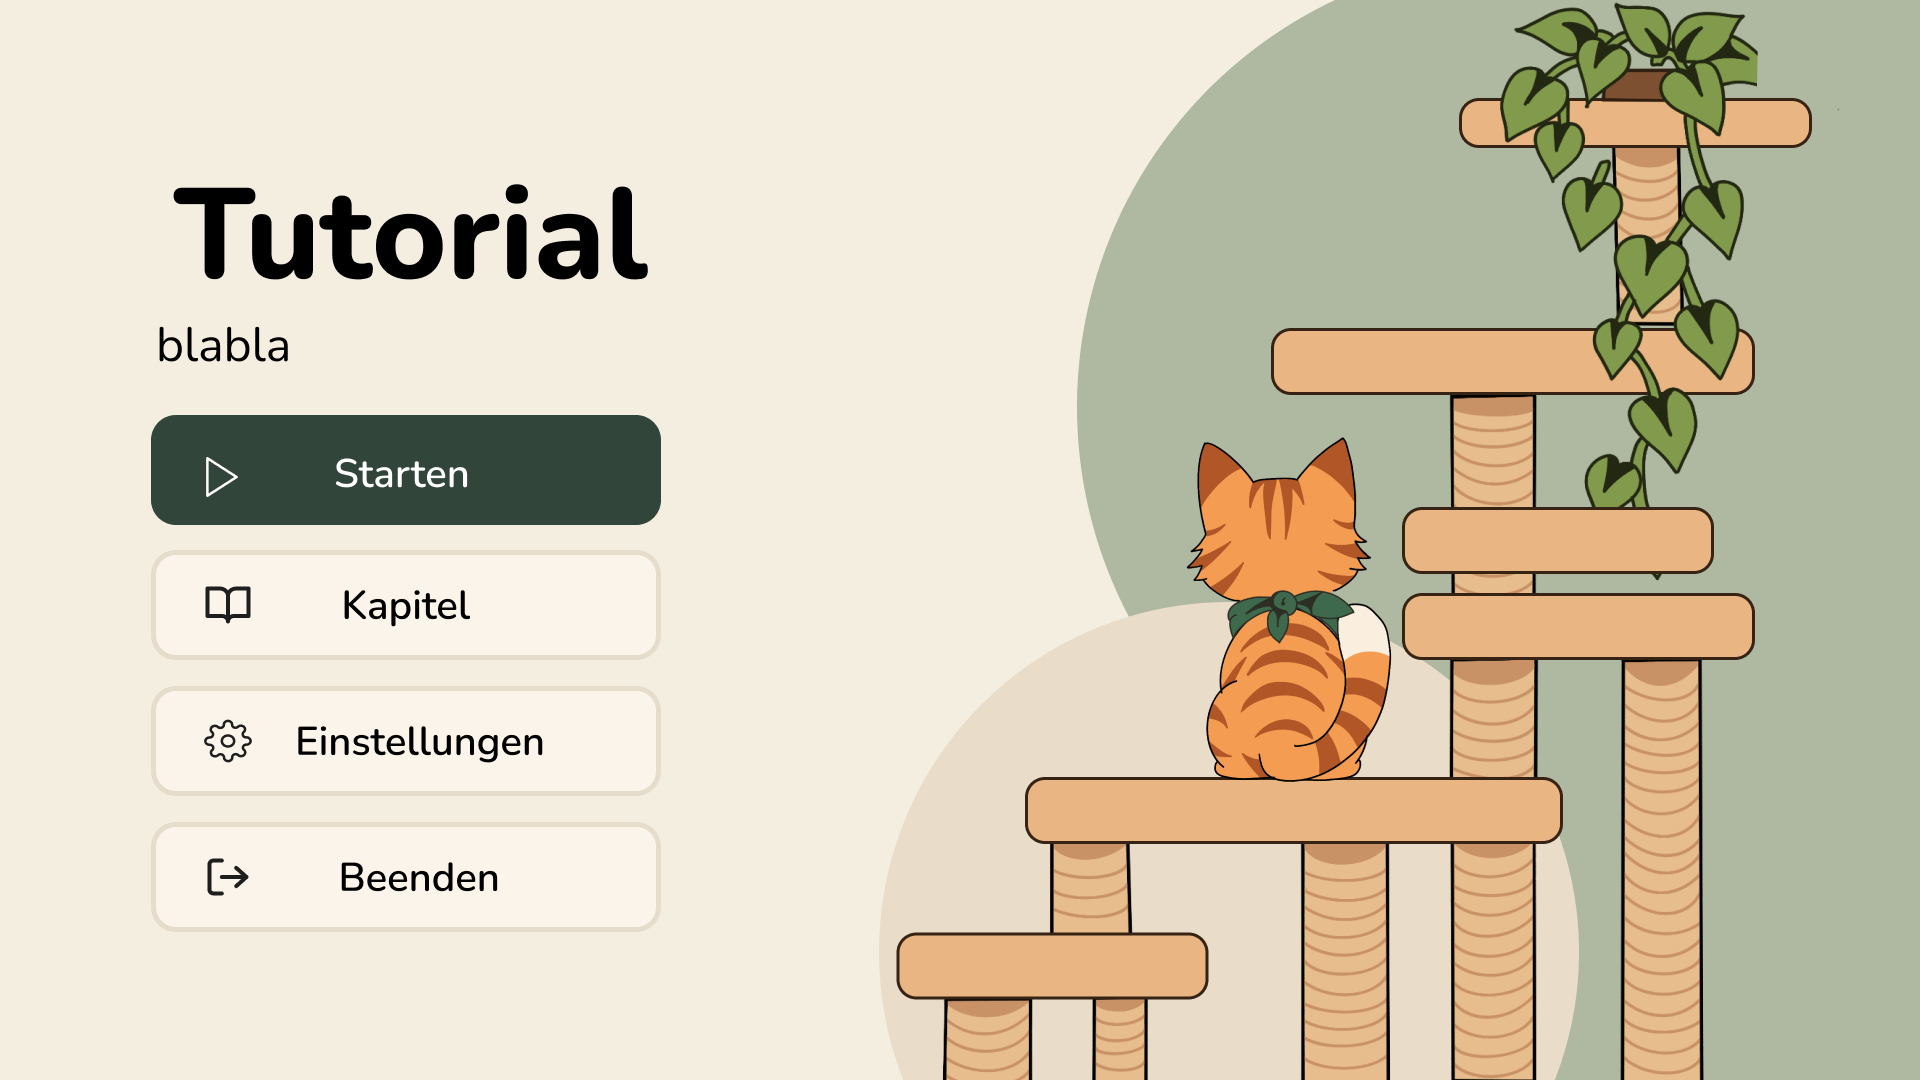 Tutorial
blabla
Starten
Kapitel
Einstellungen
Beenden